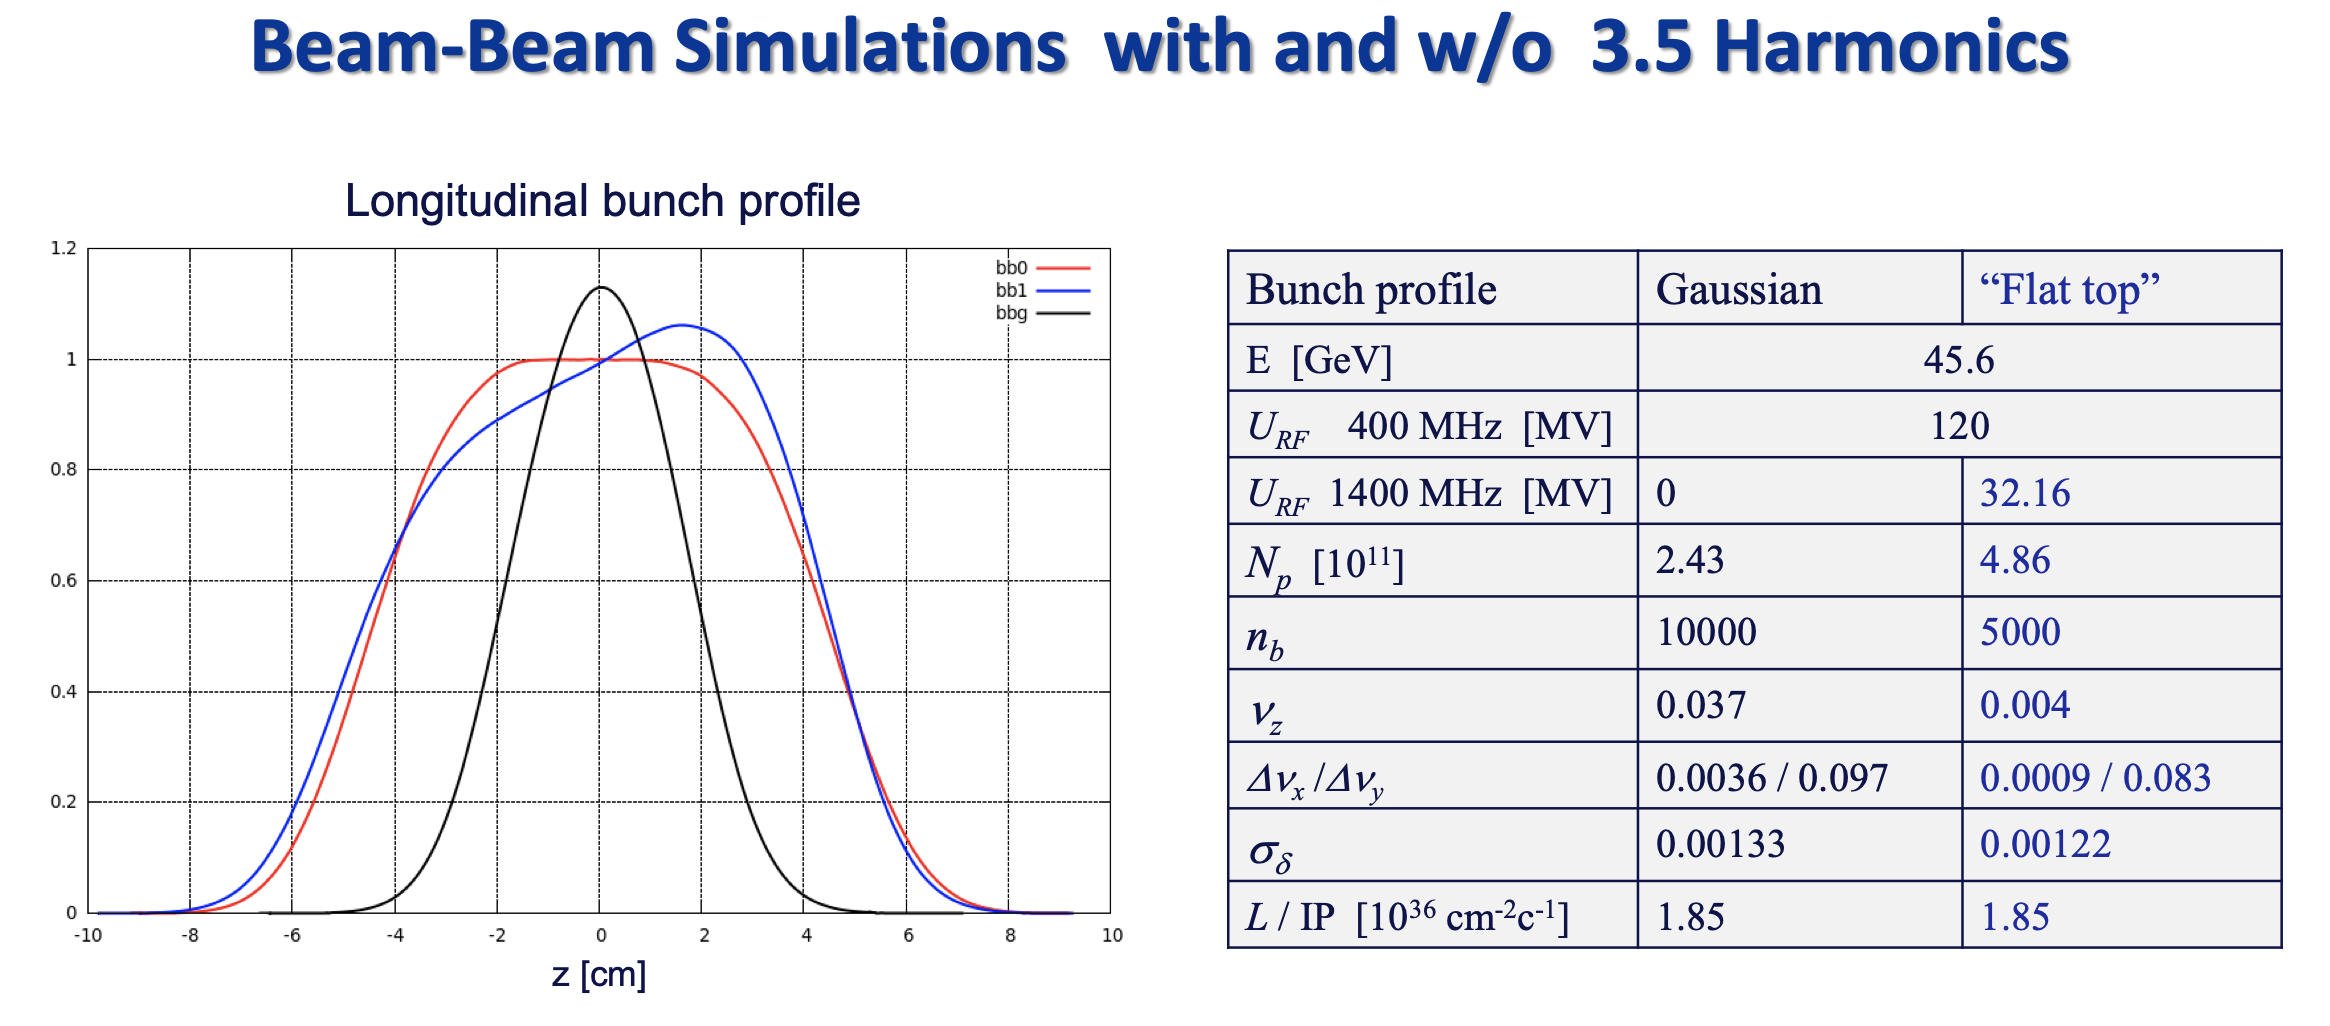 Beam-Beam Simulations with and w/o 3.5 Harmonics
Longitudinal bunch profile
1.2
1
0.8
0.6
0.4
0.2
0
-10 -8 -6 -4 -2 0 2 4 6 8 10
z [cm]
bb0
bb1
bbg
Bunch profile Gaussian “Flat top”
E [GeV] 45.6
U_RF 400 MHz [MV] 120
U_RF 1400 MHz [MV] 0 32.16
N_p [10¹¹] 2.43 4.86
n_b 10000 5000
ν_z 0.037 0.004
Δν_x /Δν_y 0.0036 / 0.097 0.0009 / 0.083
σ_δ 0.00133 0.00122
L / IP [10³⁶ cm⁻²c⁻¹] 1.85 1.85